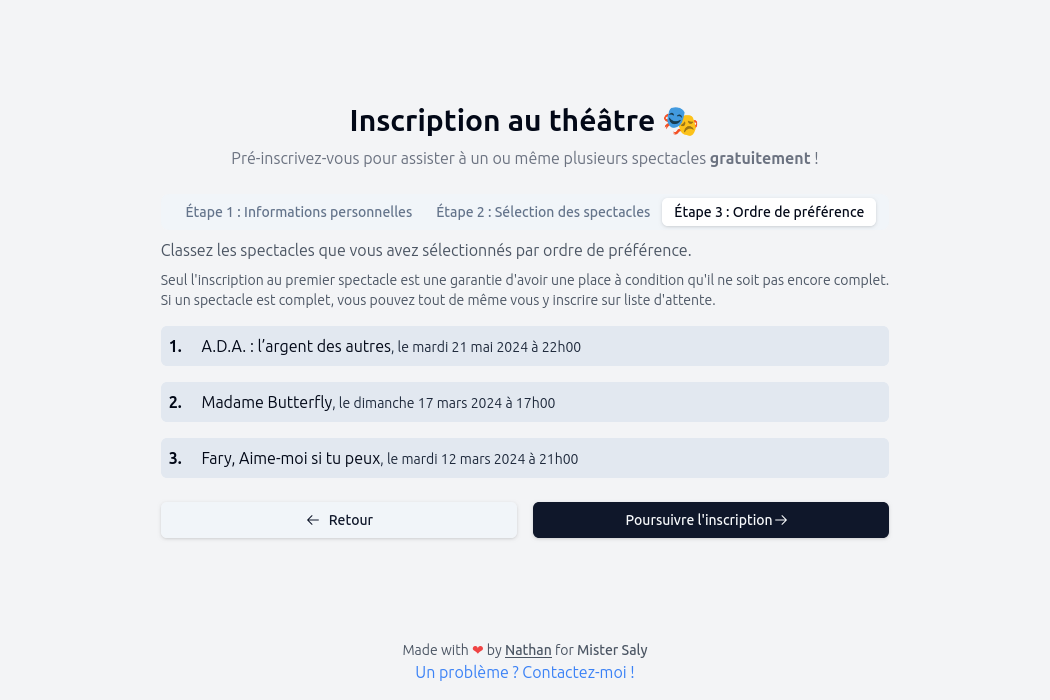 Inscription au théâtre 🎭
Pré-inscrivez-vous pour assister à un ou même plusieurs spectacles gratuitement !
Étape 1 : Informations personnelles
Étape 2 : Sélection des spectacles
Étape 3 : Ordre de préférence
Classez les spectacles que vous avez sélectionnés par ordre de préférence.
Seul l'inscription au premier spectacle est une garantie d'avoir une place à condition qu'il ne soit pas encore complet.
Si un spectacle est complet, vous pouvez tout de même vous y inscrire sur liste d'attente.
1. A.D.A. : l’argent des autres, le mardi 21 mai 2024 à 22h00
2. Madame Butterfly, le dimanche 17 mars 2024 à 17h00
3. Fary, Aime-moi si tu peux, le mardi 12 mars 2024 à 21h00
← Retour
Poursuivre l'inscription →
Made with ❤ by Nathan for Mister Saly
Un problème ? Contactez-moi !